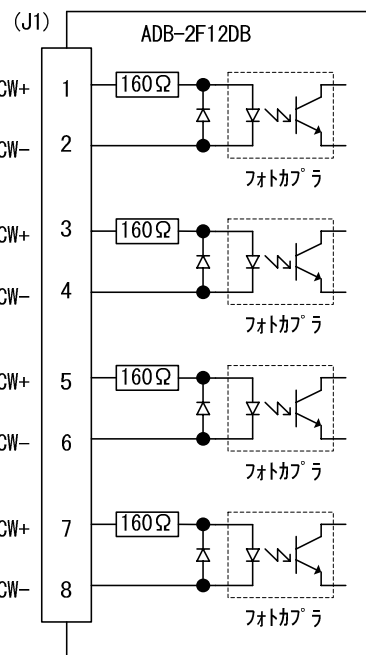 (J1)
ADB-2F12DB
CW+ 1 160Ω
CW- 2
フォトカプラ
CW+ 3 160Ω
CW- 4
フォトカプラ
CW+ 5 160Ω
CW- 6
フォトカプラ
CW+ 7 160Ω
CW- 8
フォトカプラ